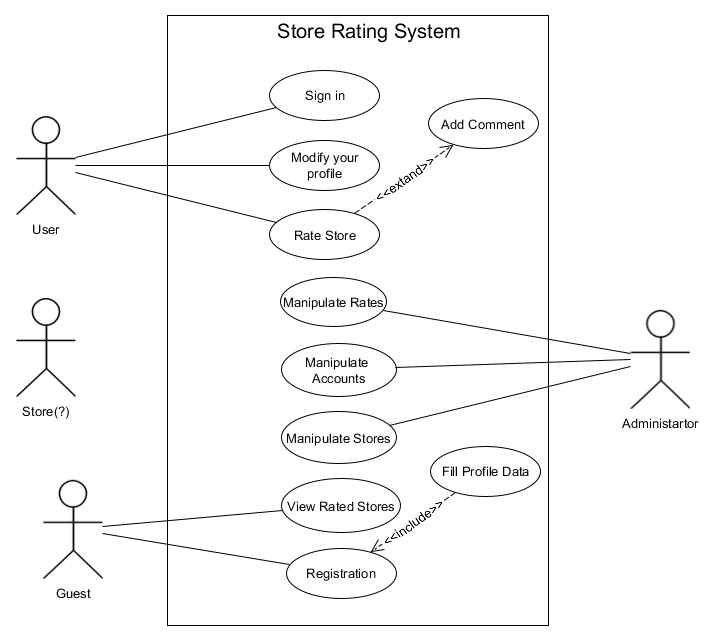 Store Rating System
Sign in
Add Comment
Modify your
profile
<<extand>>
User
Rate Store
Manipulate Rates
Manipulate
Accounts
Store(?)
Administartor
Manipulate Stores
Fill Profile Data
View Rated Stores
<<include>>
Registration
Guest